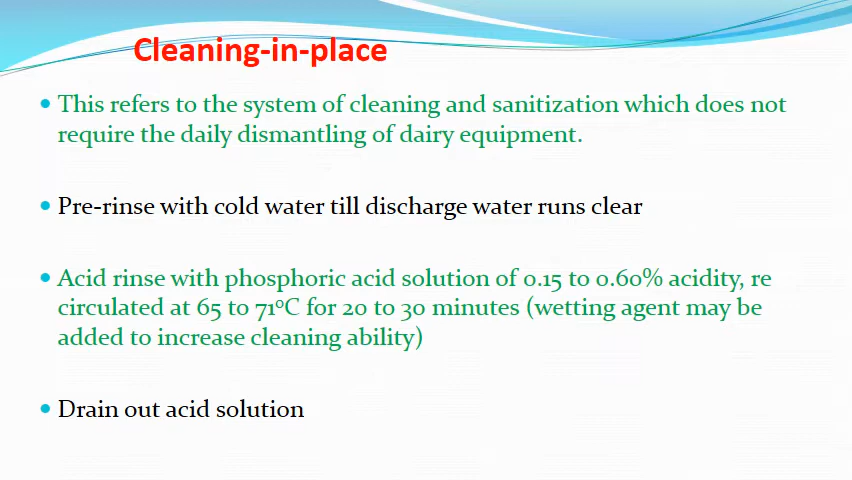 Cleaning-in-place
• This refers to the system of cleaning and sanitization which does not
require the daily dismantling of dairy equipment.
• Pre-rinse with cold water till discharge water runs clear
• Acid rinse with phosphoric acid solution of 0.15 to 0.60% acidity, re
circulated at 65 to 71⁰C for 20 to 30 minutes (wetting agent may be
added to increase cleaning ability)
• Drain out acid solution